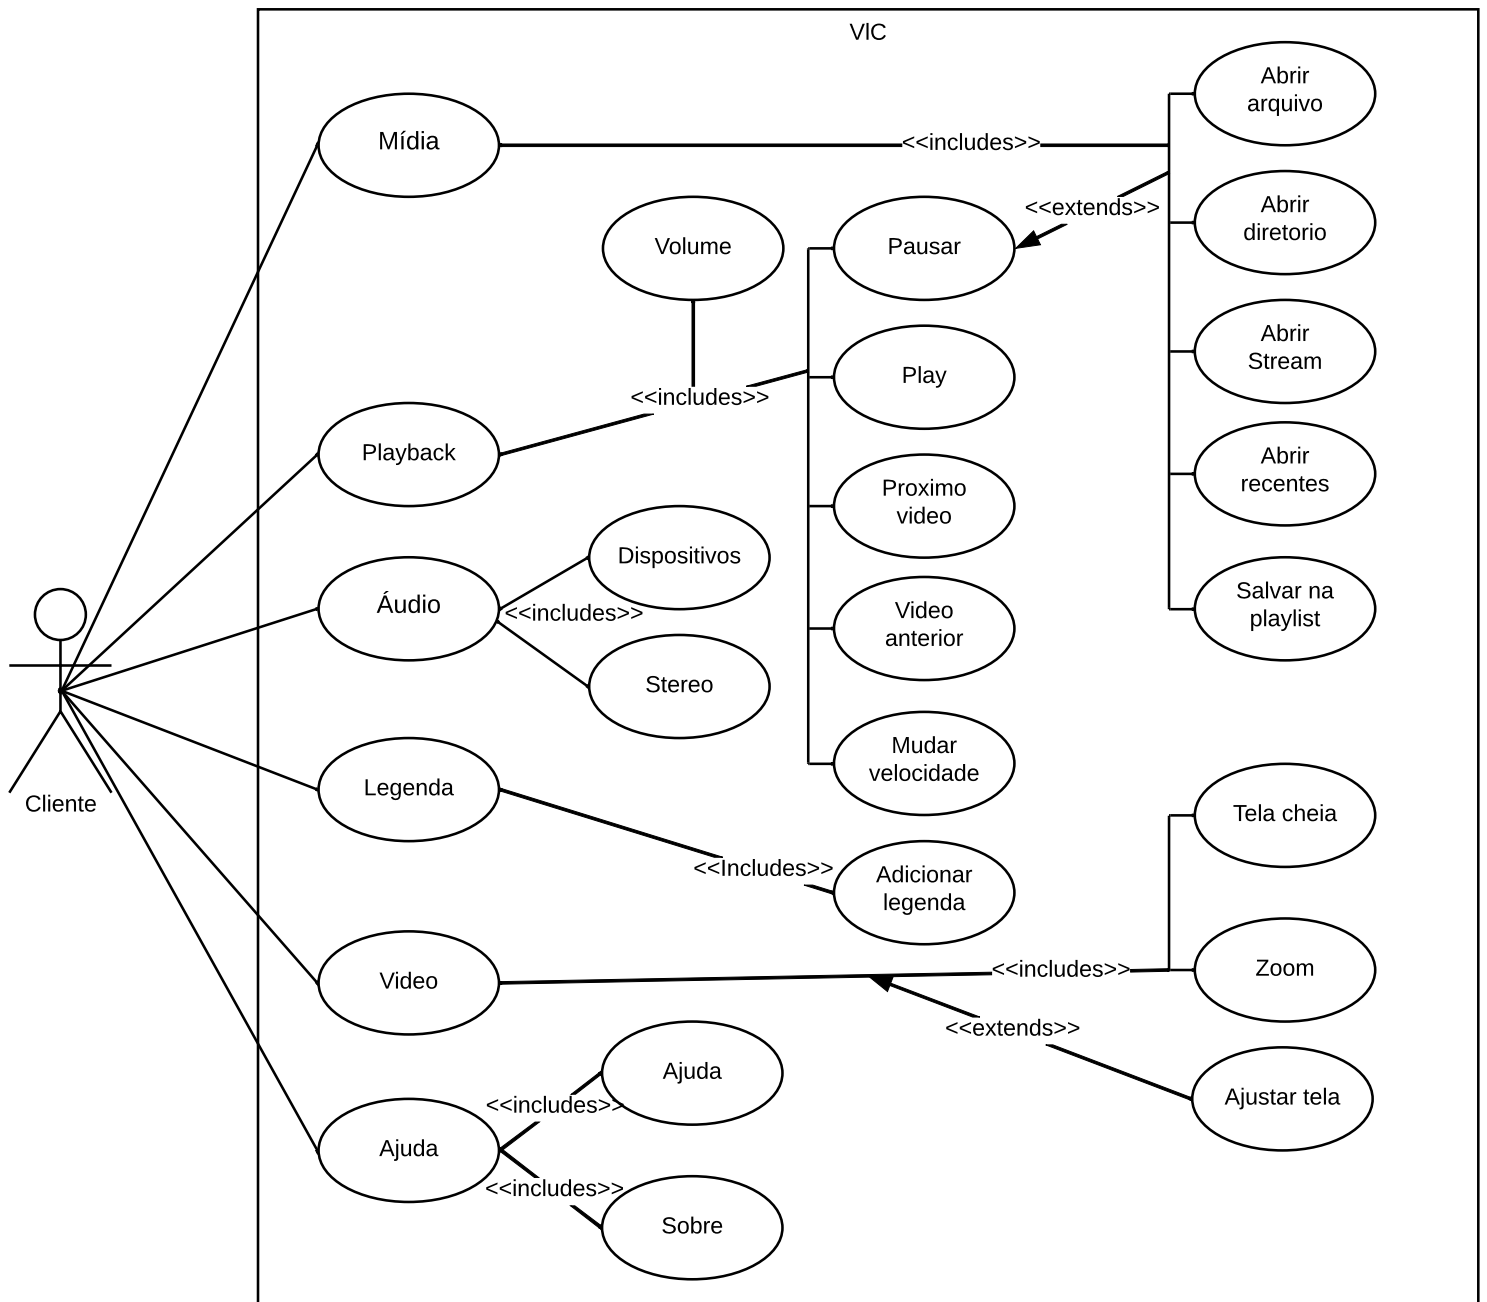 VIC
Abrir
arquivo
Mídia
<<includes>>
Abrir
diretorio
<<extends>>
Volume
Pausar
Abrir
Stream
Play
<<includes>>
Playback
Abrir
recentes
Proximo
video
Dispositivos
Áudio
<<includes>>
Video
anterior
Salvar na
playlist
Stereo
Mudar
velocidade
Legenda
Cliente
Tela cheia
<<Includes>>
Adicionar
legenda
Video
<<includes>>
Zoom
<<extends>>
Ajuda
Ajustar tela
<<includes>>
Ajuda
<<includes>>
Sobre